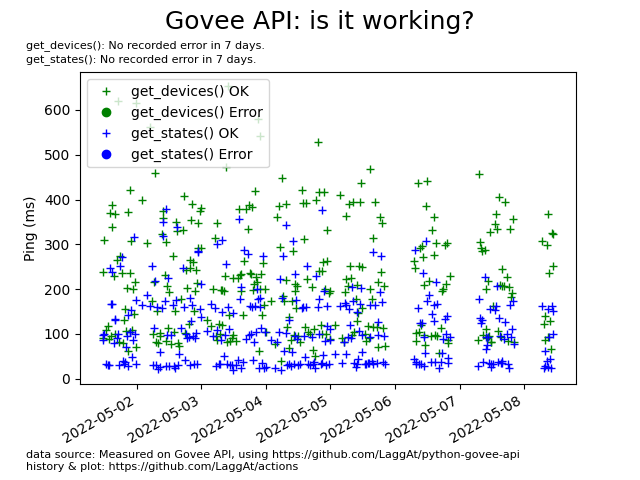 Govee API: is it working?
get_devices(): No recorded error in 7 days.
get_states(): No recorded error in 7 days.
get_devices() OK
get_devices() Error
get_states() OK
get_states() Error
Ping (ms)
600
500
400
300
200
100
0
2022-05-02
2022-05-03
2022-05-04
2022-05-05
2022-05-06
2022-05-07
2022-05-08
data source: Measured on Govee API, using https://github.com/LaggAt/python-govee-api
history & plot: https://github.com/LaggAt/actions